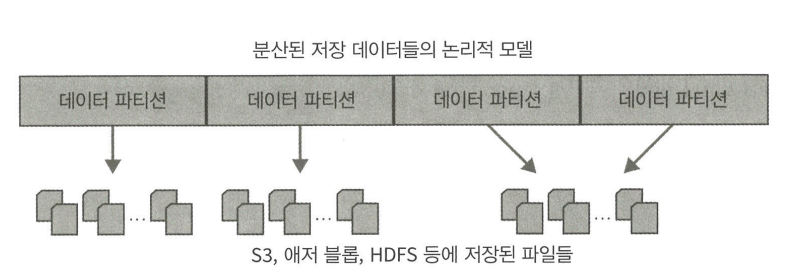 분산된 저장 데이터들의 논리적 모델
데이터 파티션 데이터 파티션 데이터 파티션 데이터 파티션
... ... ...
S3, 애저 블롭, HDFS 등에 저장된 파일들